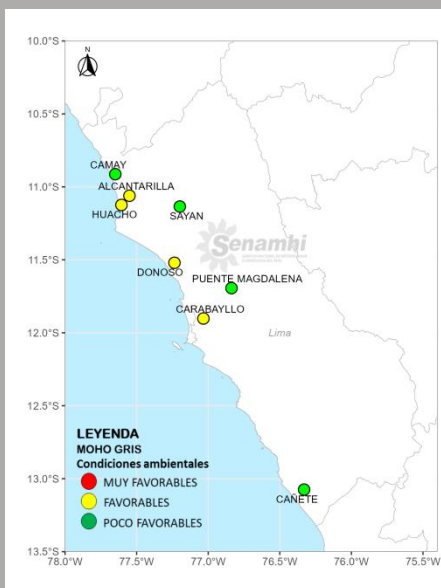 10.0°S
N
10.5°S
CAMAY
11.0°S
ALCANTARILLA
HUACHO
SAYAN
11.5°S
Senamhi
DONOSO
PUENTE MAGDALENA
CARABAYLLO
12.0°S
Lima
12.5°S
LEYENDA
MOHO GRIS
Condiciones ambientales
MUY FAVORABLES
FAVORABLES
POCO FAVORABLES
13.0°S
CAÑETE
13.5°S
78.0°W
77.5°W
77.0°W
76.5°W
76.0°W
75.5°W